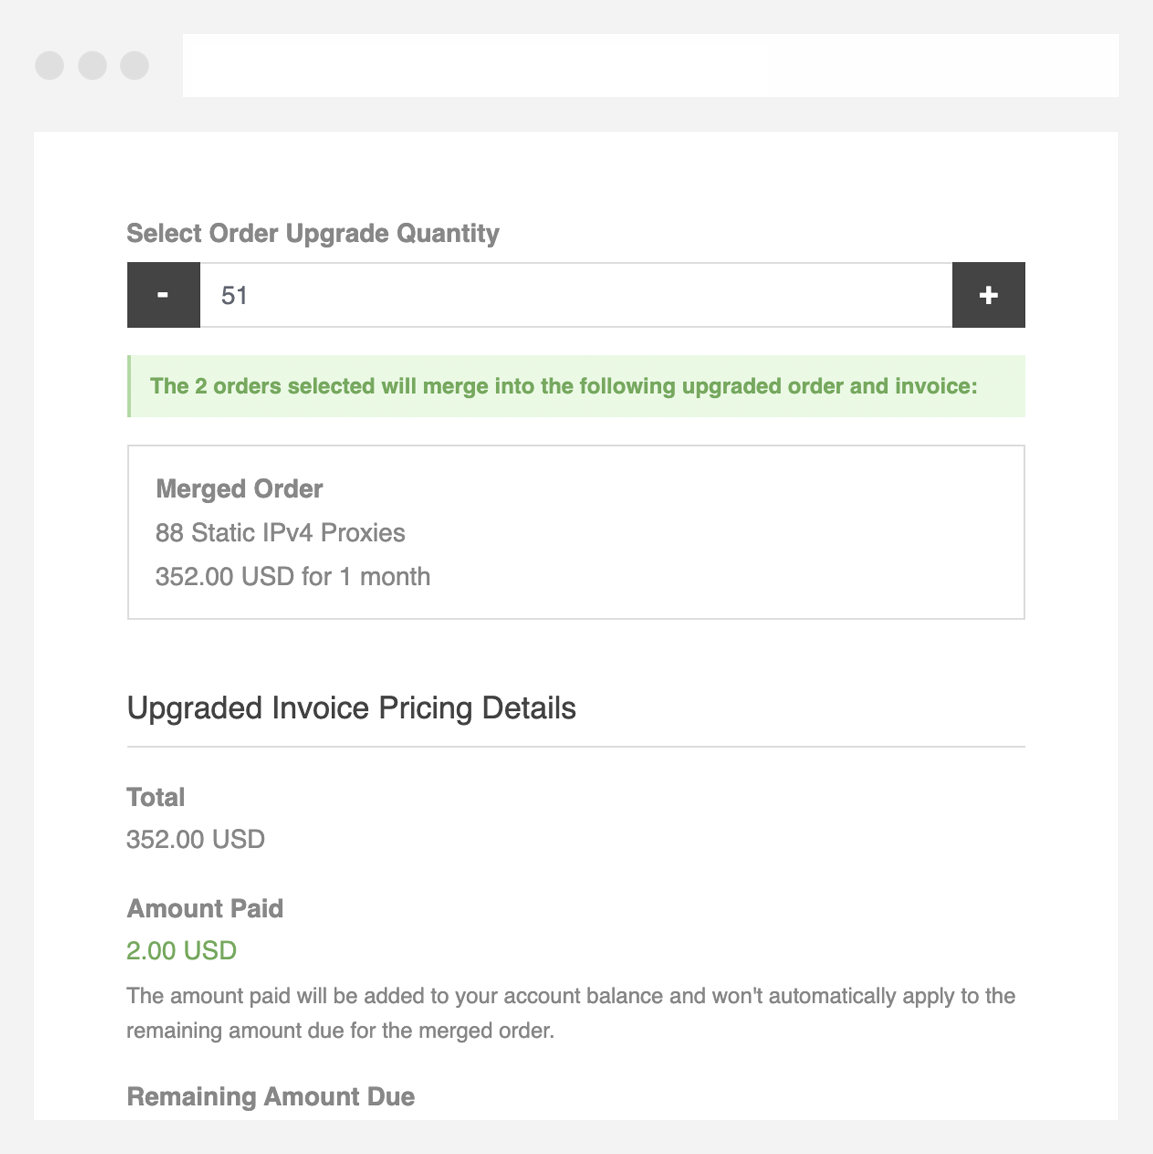 Select Order Upgrade Quantity
- 51 +
The 2 orders selected will merge into the following upgraded order and invoice:
Merged Order
88 Static IPv4 Proxies
352.00 USD for 1 month
Upgraded Invoice Pricing Details
Total
352.00 USD
Amount Paid
2.00 USD
The amount paid will be added to your account balance and won't automatically apply to the
remaining amount due for the merged order.
Remaining Amount Due